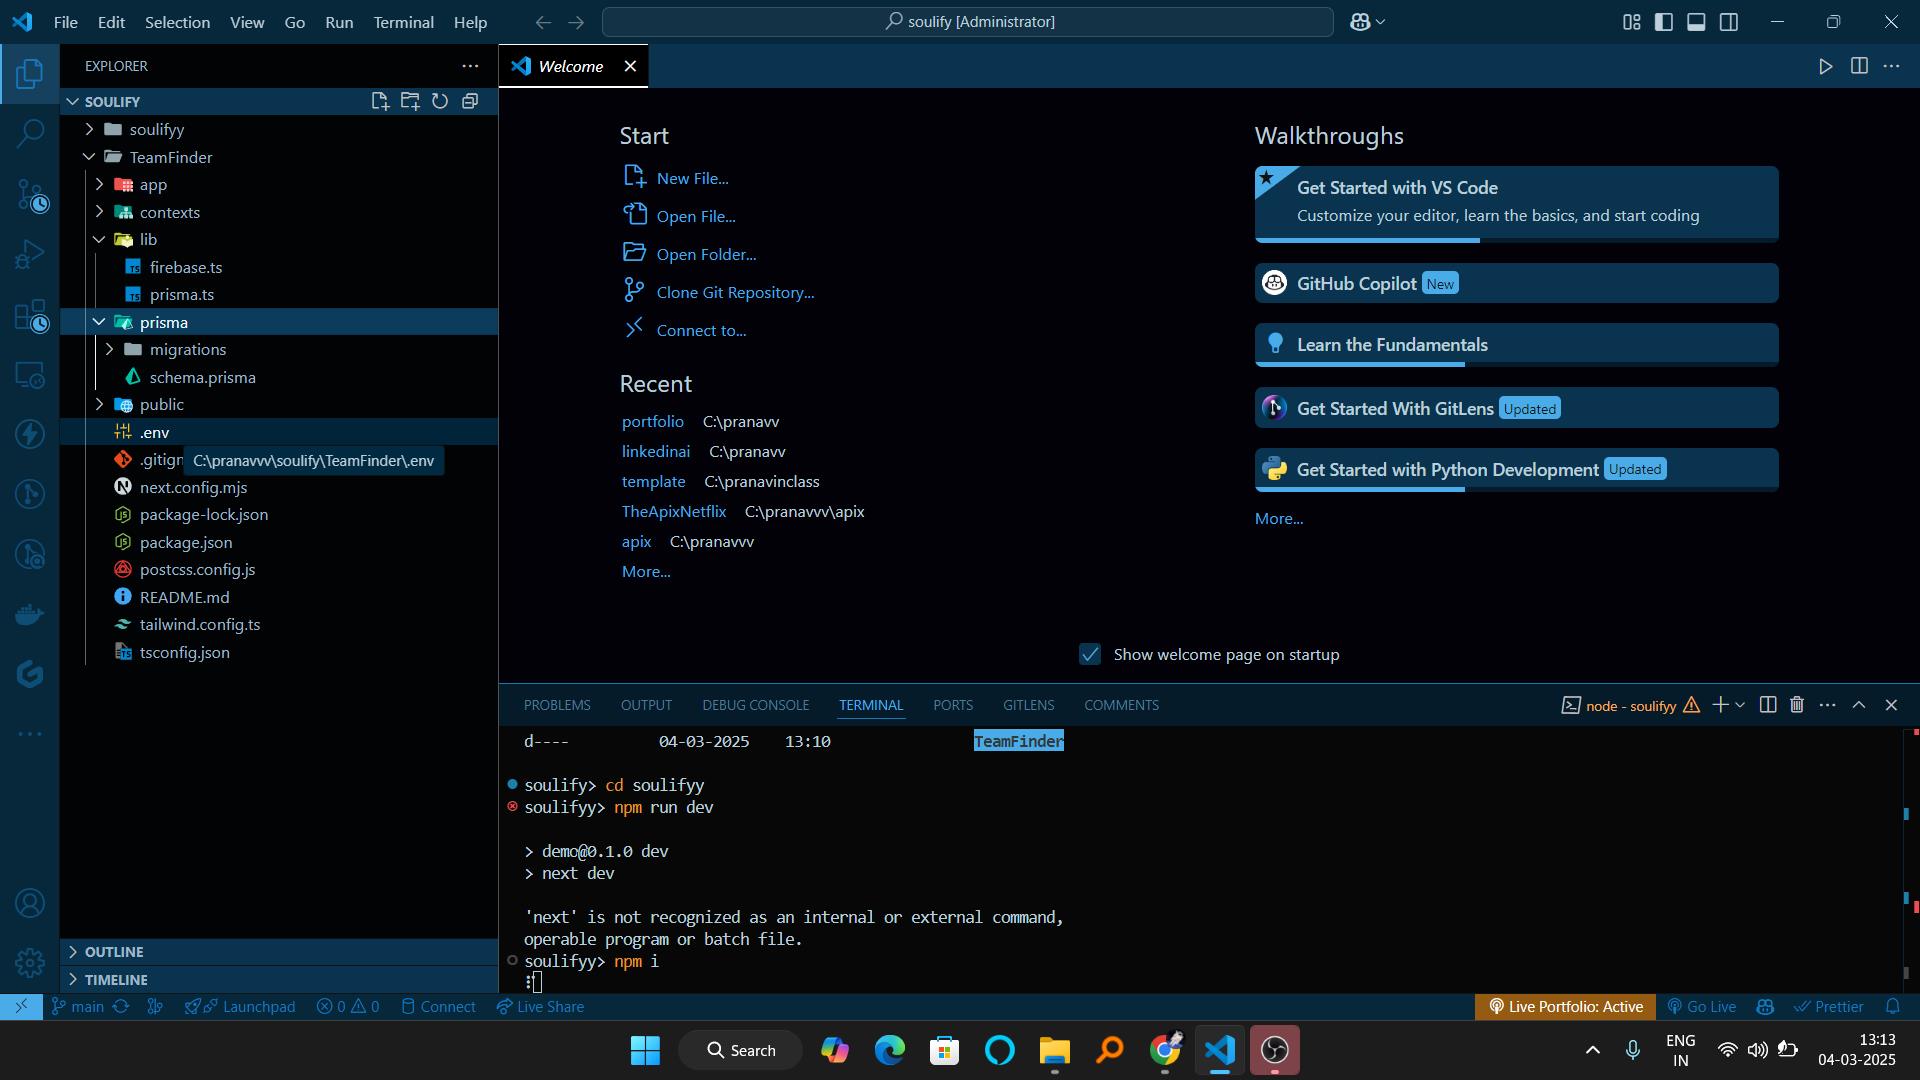 File Edit Selection View Go Run Terminal Help
soulify [Administrator]
EXPLORER
Welcome
SOULIFY
soulifyy
TeamFinder
app
contexts
lib
firebase.ts
prisma.ts
prisma
migrations
schema.prisma
public
.env
.gitign
C:\pranavvv\soulify\TeamFinder\.env
next.config.mjs
package-lock.json
package.json
postcss.config.js
README.md
tailwind.config.ts
tsconfig.json
OUTLINE
TIMELINE
Start
New File...
Open File...
Open Folder...
Clone Git Repository...
Connect to...
Recent
portfolio C:\pranavv
linkedinai C:\pranavv
template C:\pranavinclass
TheApixNetflix C:\pranavvv\apix
apix C:\pranavvv
More...
Walkthroughs
Get Started with VS Code
Customize your editor, learn the basics, and start coding
GitHub Copilot New
Learn the Fundamentals
Get Started With GitLens Updated
Get Started with Python Development Updated
More...
Show welcome page on startup
PROBLEMS OUTPUT DEBUG CONSOLE TERMINAL PORTS GITLENS COMMENTS
node - soulifyy
d---- 04-03-2025 13:10 TeamFinder
soulify> cd soulifyy
soulifyy> npm run dev
> demo@0.1.0 dev
> next dev
'next' is not recognized as an internal or external command,
operable program or batch file.
soulifyy> npm i
main Launchpad 0 0 Connect Live Share
Live Portfolio: Active Go Live Prettier
Search
ENG
IN
13:13
04-03-2025